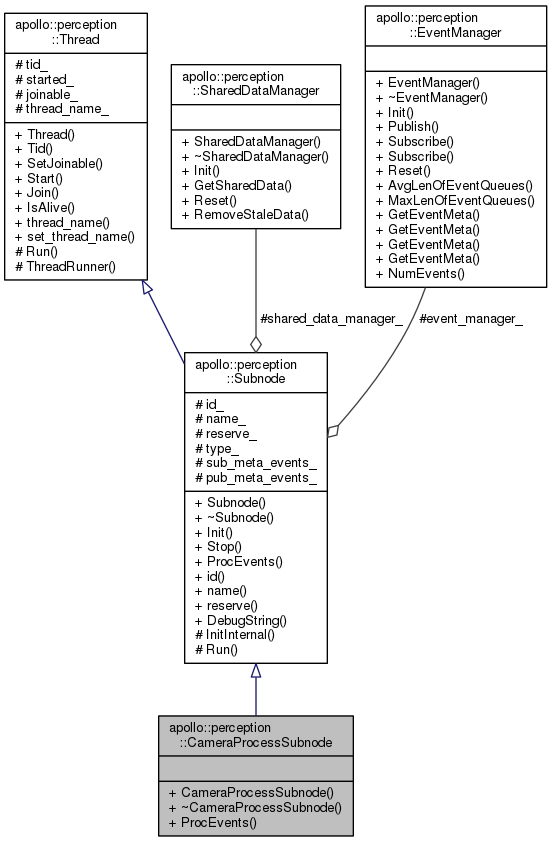 apollo::perception
::Thread
# tid_
# started_
# joinable_
# thread_name_
+ Thread()
+ Tid()
+ SetJoinable()
+ Start()
+ Join()
+ IsAlive()
+ thread_name()
+ set_thread_name()
# Run()
# ThreadRunner()
apollo::perception
::SharedDataManager
+ SharedDataManager()
+ ~SharedDataManager()
+ Init()
+ GetSharedData()
+ Reset()
+ RemoveStaleData()
apollo::perception
::EventManager
+ EventManager()
+ ~EventManager()
+ Init()
+ Publish()
+ Subscribe()
+ Subscribe()
+ Reset()
+ AvgLenOfEventQueues()
+ MaxLenOfEventQueues()
+ GetEventMeta()
+ GetEventMeta()
+ GetEventMeta()
+ GetEventMeta()
+ NumEvents()
#shared_data_manager_
#event_manager_
apollo::perception
::Subnode
# id_
# name_
# reserve_
# type_
# sub_meta_events_
# pub_meta_events_
+ Subnode()
+ ~Subnode()
+ Init()
+ Stop()
+ ProcEvents()
+ id()
+ name()
+ reserve()
+ DebugString()
# InitInternal()
# Run()
apollo::perception
::CameraProcessSubnode
+ CameraProcessSubnode()
+ ~CameraProcessSubnode()
+ ProcEvents()